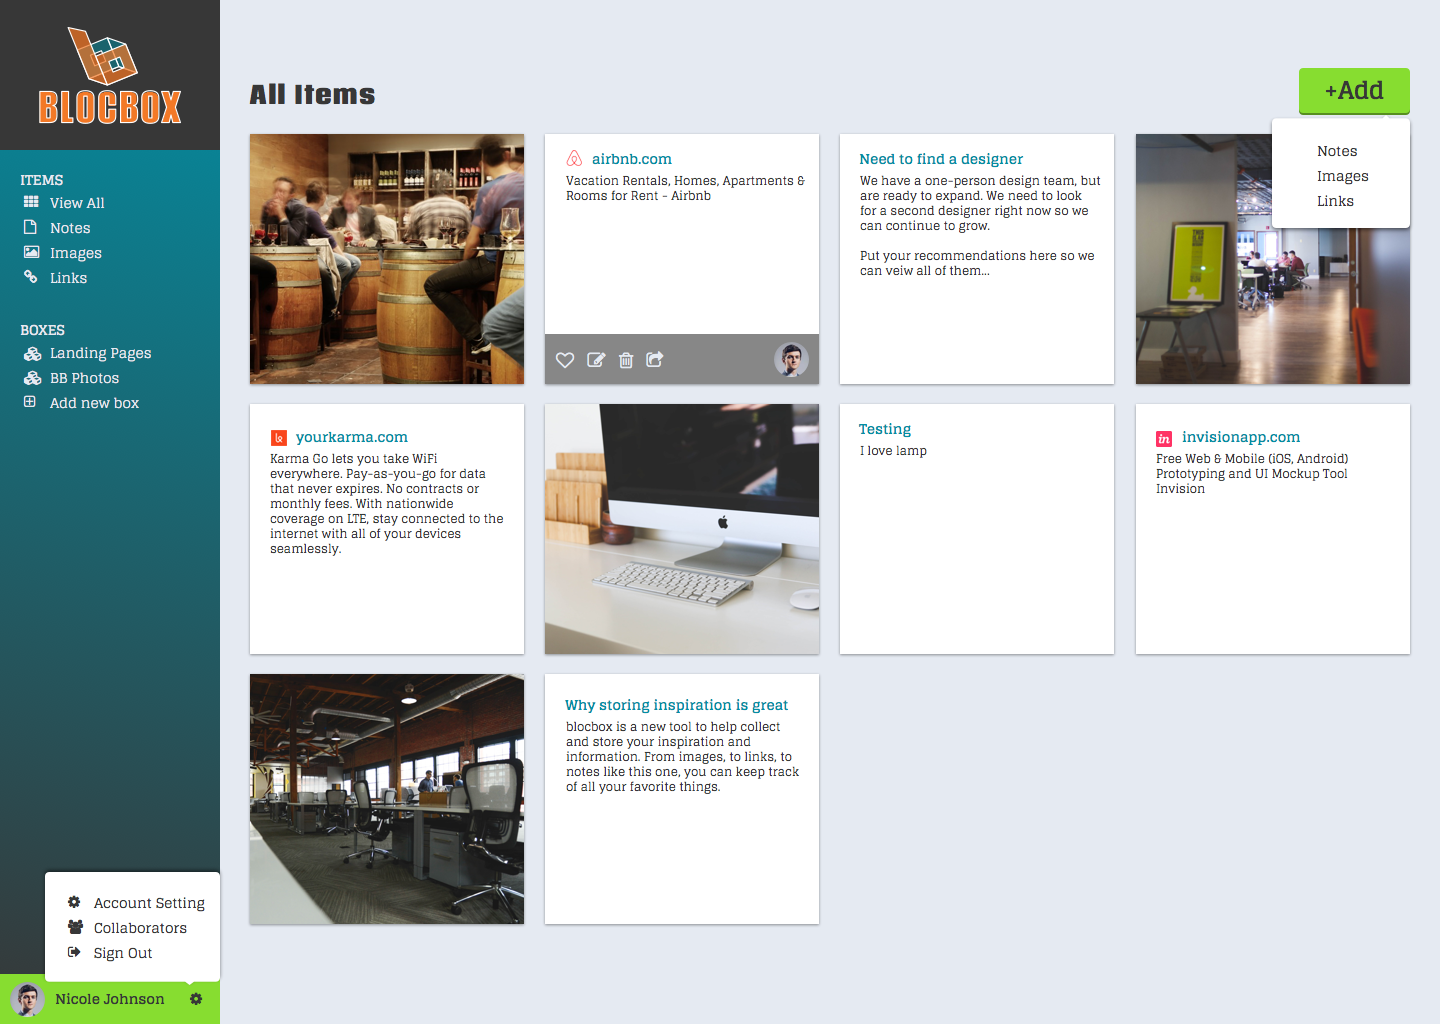 BLOCBOX
ITEMS
View All
Notes
Images
Links
BOXES
Landing Pages
BB Photos
Add new box
Account Setting
Collaborators
Sign Out
Nicole Johnson
All Items
+Add
Notes
Images
Links
airbnb.com
Vacation Rentals, Homes, Apartments &
Rooms for Rent - Airbnb
Need to find a designer
We have a one-person design team, but
are ready to expand. We need to look
for a second designer right now so we
can continue to grow.
Put your recommendations here so we
can veiw all of them...
yourkarma.com
Karma Go lets you take WiFi
everywhere. Pay-as-you-go for data
that never expires. No contracts or
monthly fees. With nationwide
coverage on LTE, stay connected to the
internet with all of your devices
seamlessly.
Testing
I love lamp
in
invisionapp.com
Free Web & Mobile (iOS, Android)
Prototyping and UI Mockup Tool
Invision
Why storing inspiration is great
blocbox is a new tool to help collect
and store your inspiration and
information. From images, to links, to
notes like this one, you can keep track
of all your favorite things.